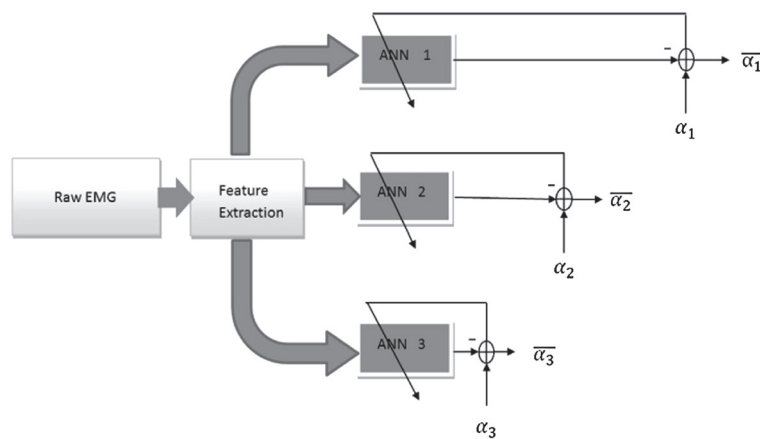 ANN 1
-
α̅₁
α₁
Raw EMG
Feature
Extraction
ANN 2
-
α̅₂
α₂
ANN 3
-
α̅₃
α₃